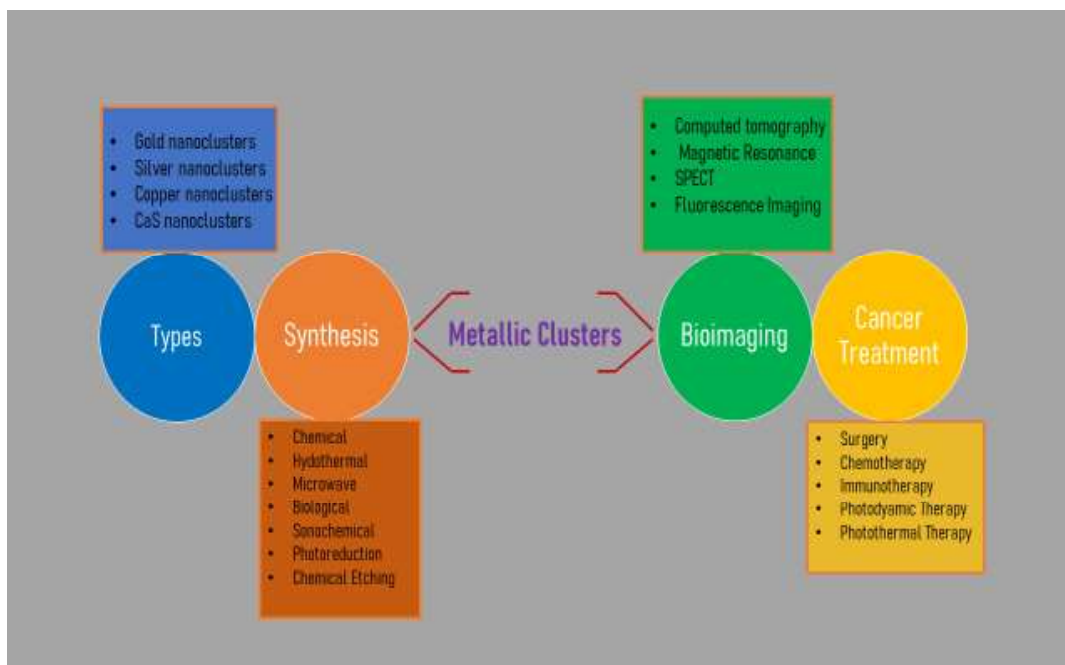 • Gold nanoclusters
• Silver nanoclusters
• Copper nanoclusters
• CaS nanoclusters
Types
Synthesis
• Chemical
• Hydothermal
• Microwave
• Biological
• Sonochemical
• Photoreduction
• Chemical Etching
Metallic Clusters
• Computed tomography
• Magnetic Resonance
• SPECT
• Fluorescence Imaging
Bioimaging
Cancer
Treatment
• Surgery
• Chemotherapy
• Immunotherapy
• Photodyamic Therapy
• Photothermal Therapy